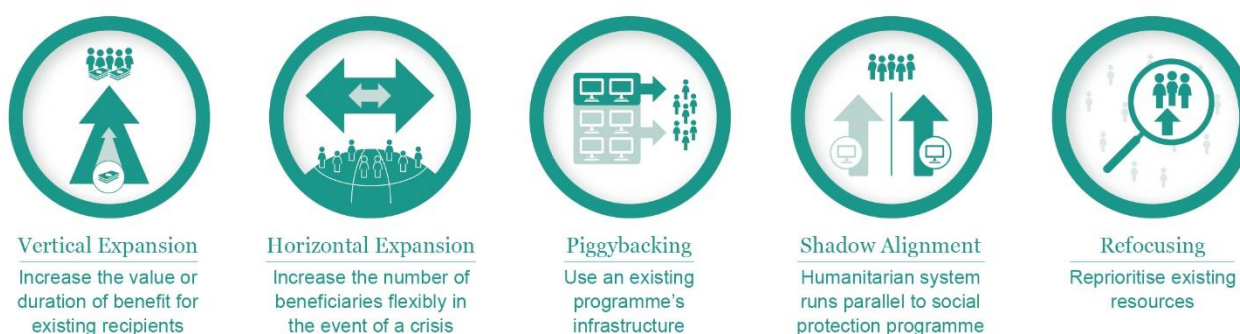 Vertical Expansion
Increase the value or
duration of benefit for
existing recipients
Horizontal Expansion
Increase the number of
beneficiaries flexibly in
the event of a crisis
Piggybacking
Use an existing
programme's
infrastructure
Shadow Alignment
Humanitarian system
runs parallel to social
protection programme
Refocusing
Reprioritise existing
resources